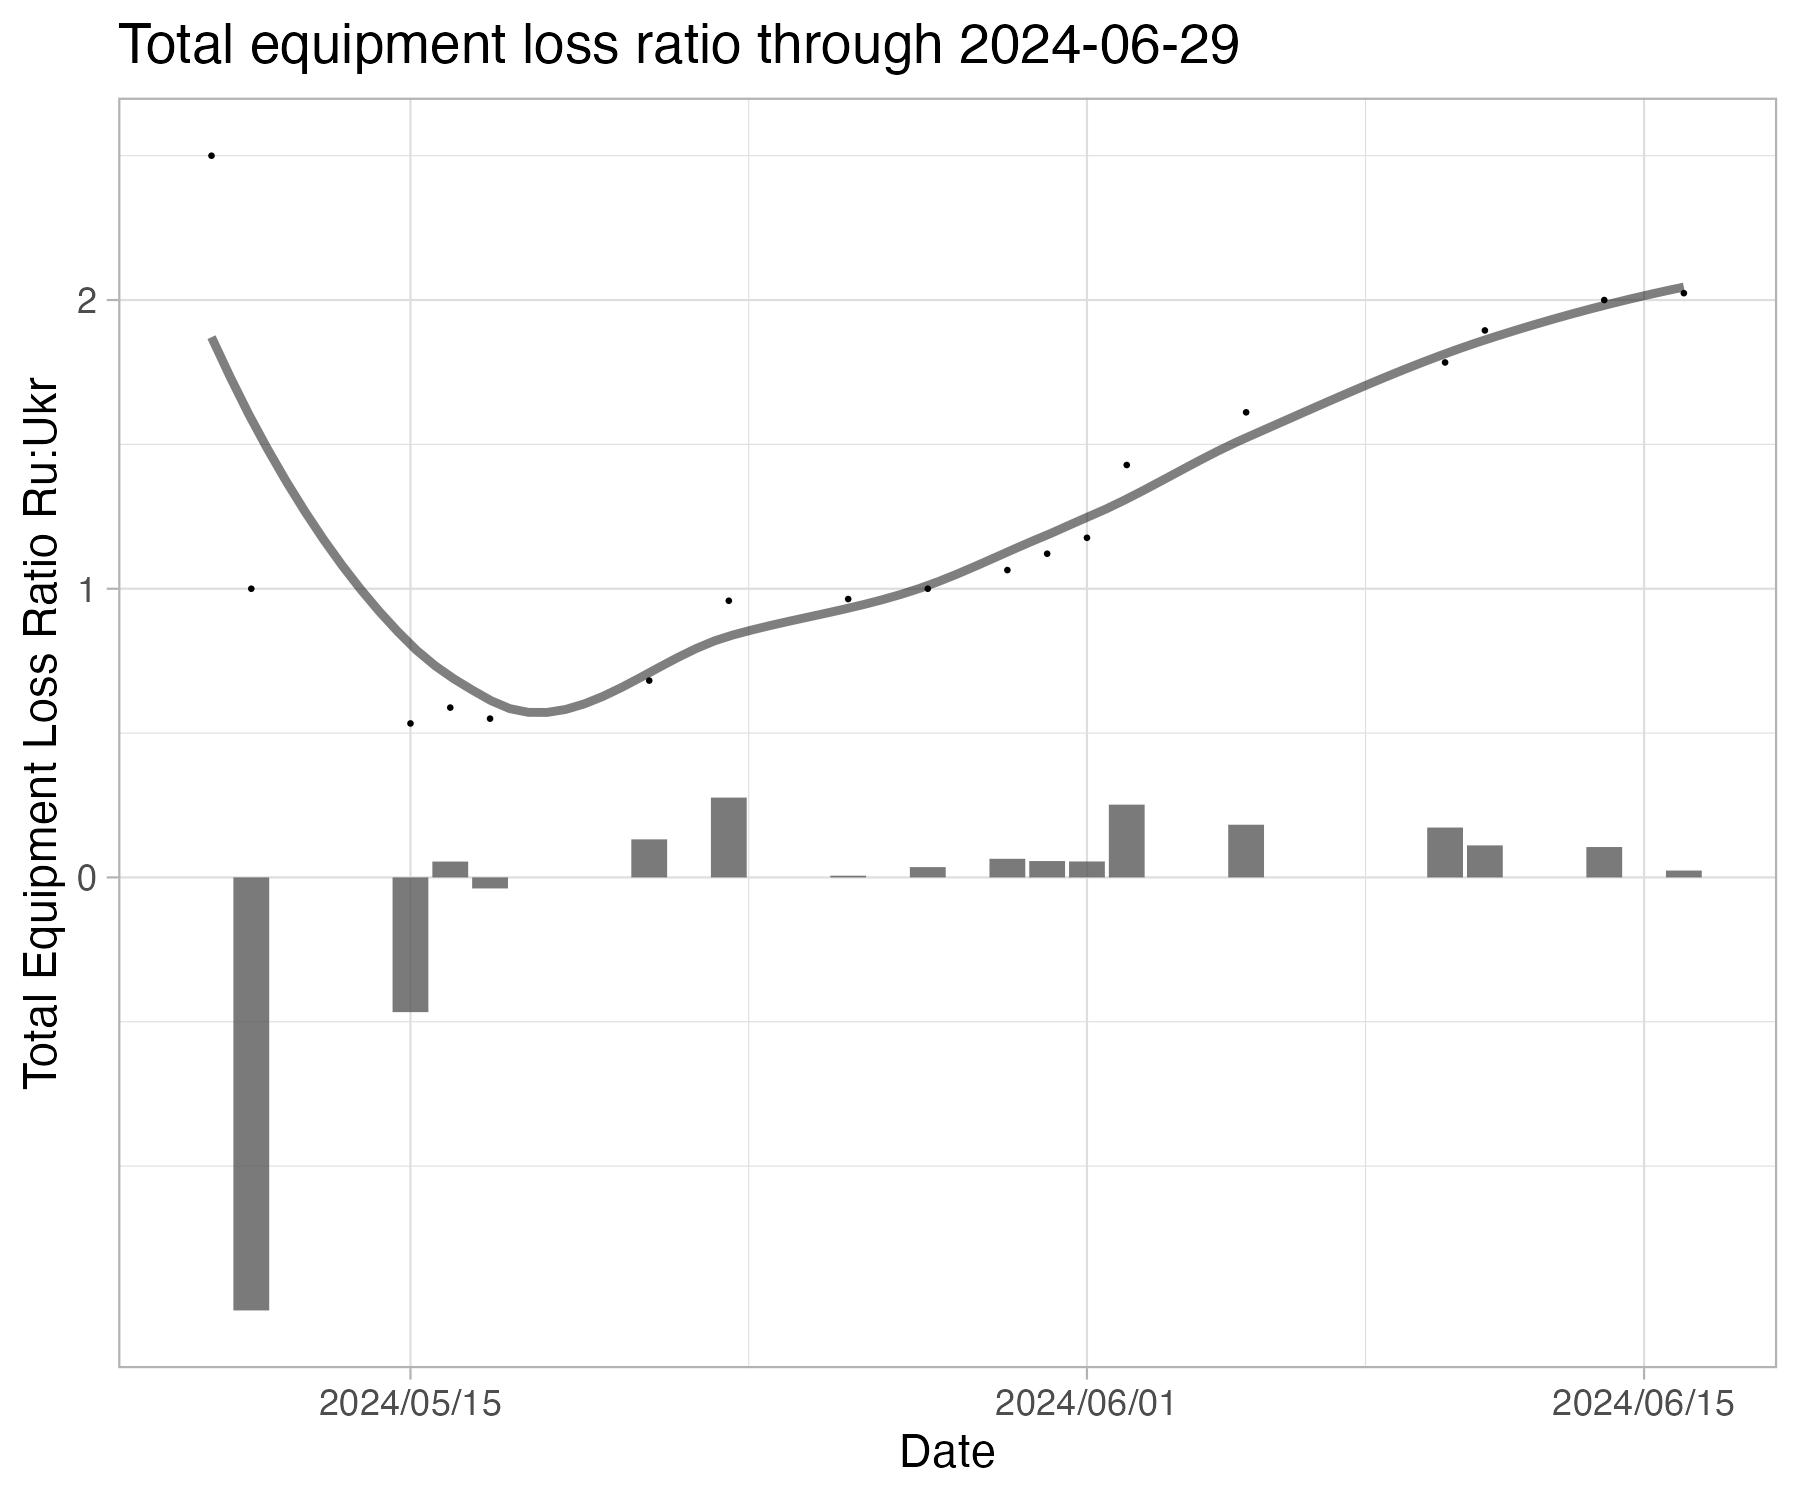 Total equipment loss ratio through 2024-06-29
Total Equipment Loss Ratio Ru:Ukr
2
1
0
2024/05/15
2024/06/01
2024/06/15
Date